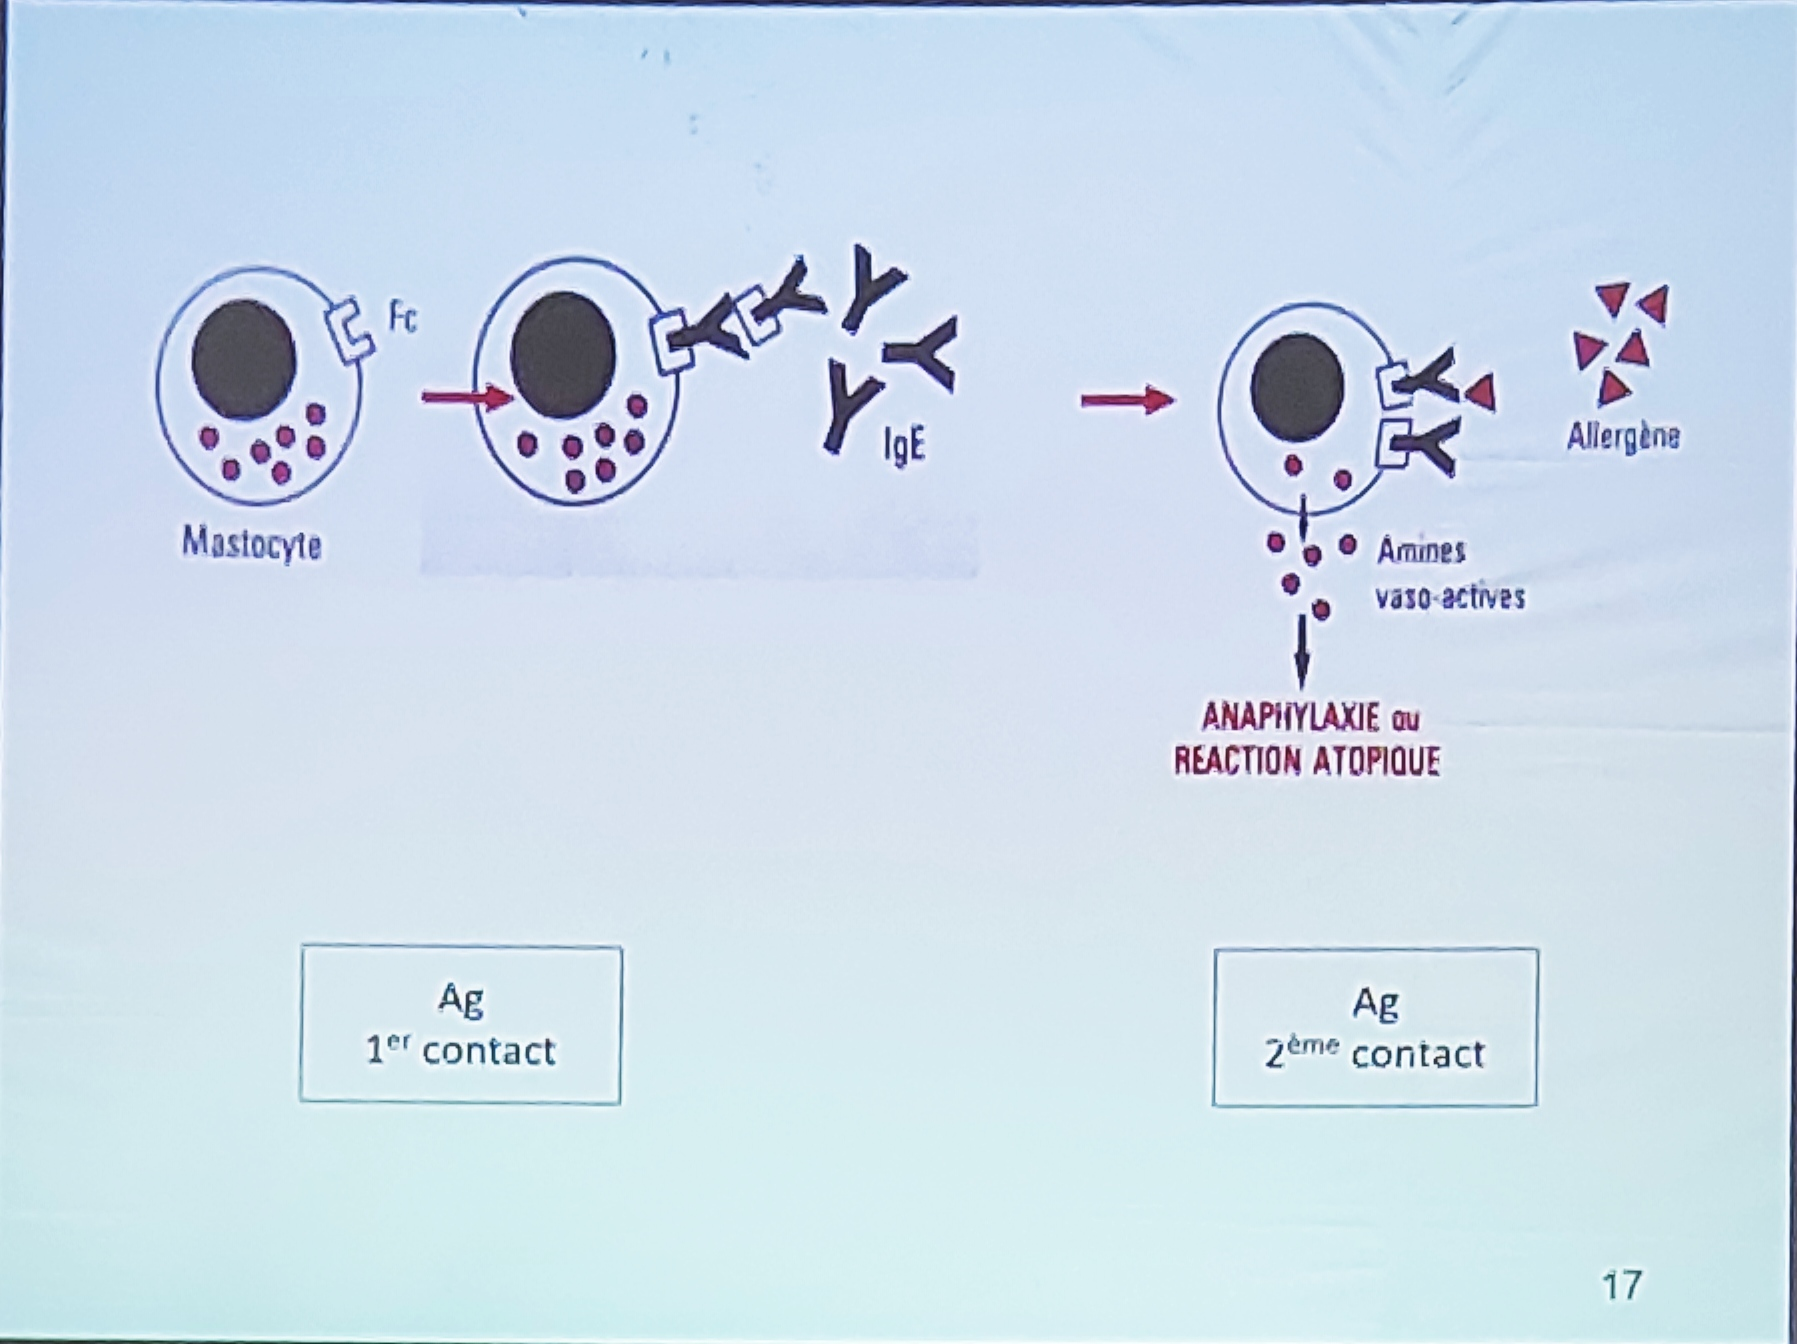 Fc
IgE
Mastocyte
Allergène
Amines
vaso-actives
ANAPHYLAXIE ou
REACTION ATOPIQUE
Ag
1er contact
Ag
2ème contact
17